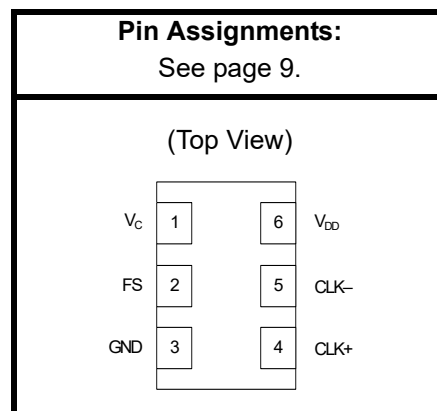 Pin Assignments:
See page 9.
(Top View)
VC 1 6 VDD
FS 2 5 CLK–
GND 3 4 CLK+